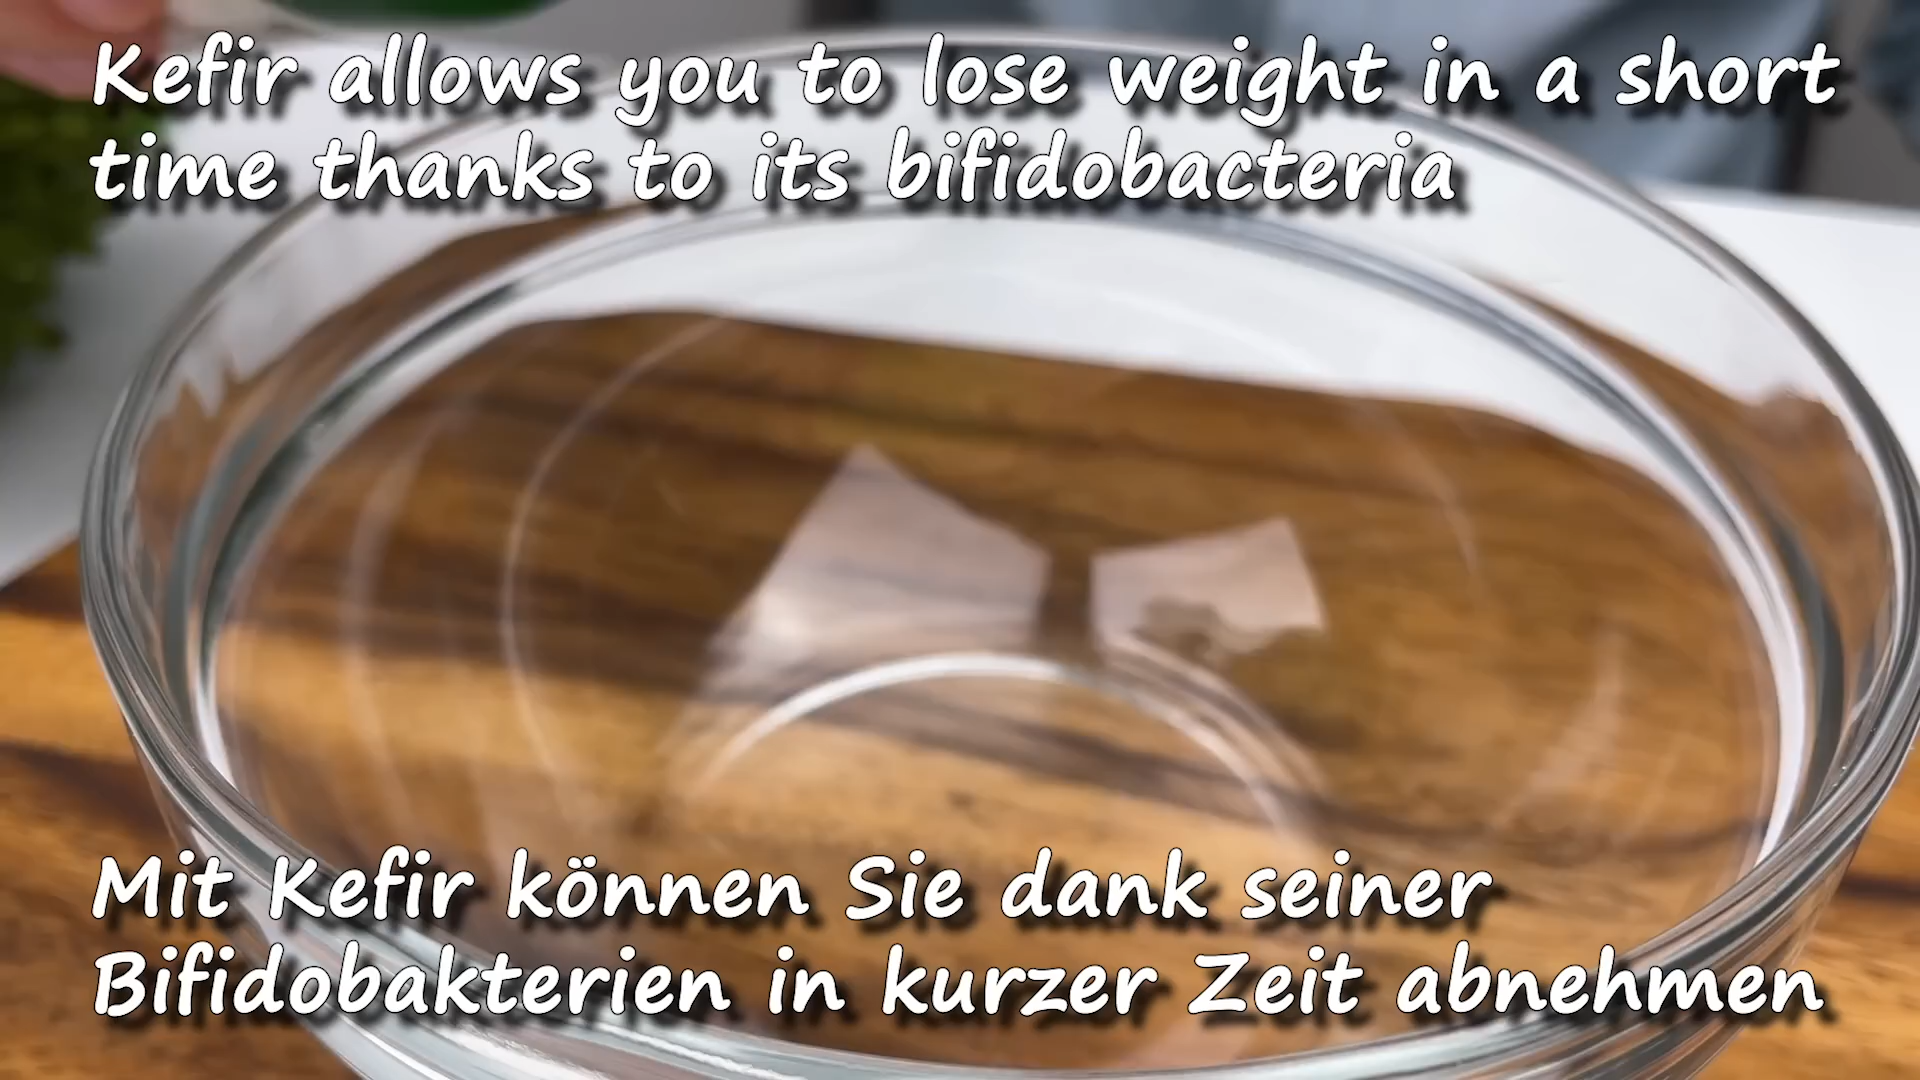 Kefir allows you to lose weight in a short
time thanks to its bifidobacteria
Mit Kefir können Sie dank seiner
Bifidobakterien in kurzer Zeit abnehmen